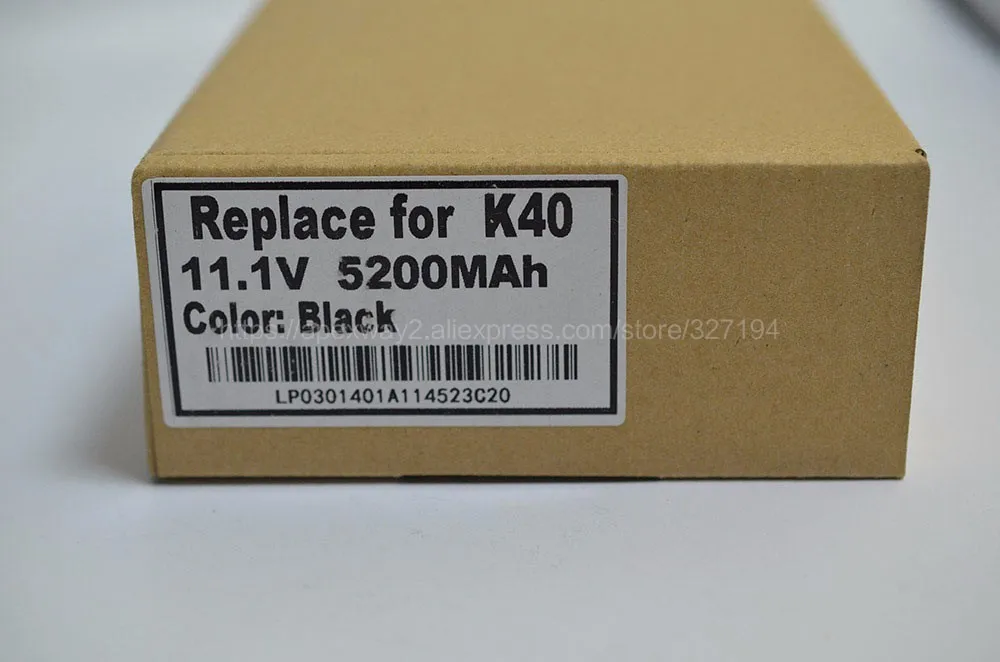 Replace for K40
11.1V 5200MAh
Color: Black
https://apexway2.aliexpress.com/store/327194
LP0301401A114523C20